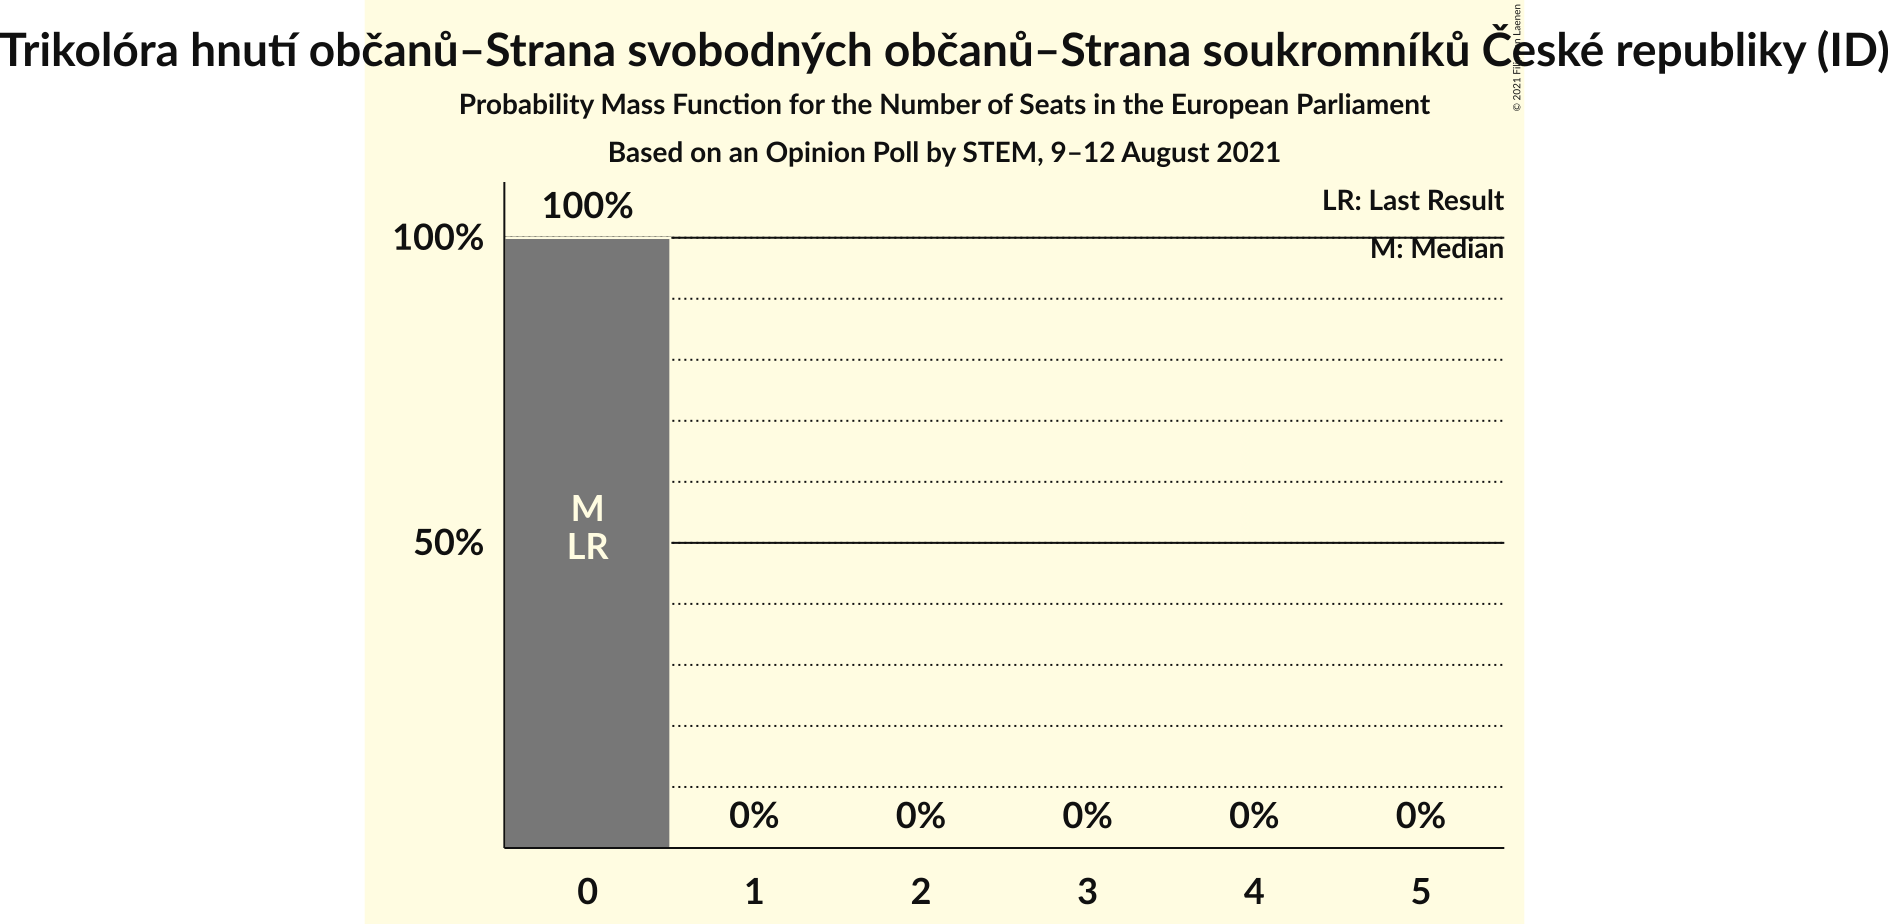 Trikolóra hnutí občanů–Strana svobodných občanů–Strana soukromníků České republiky (ID)
Probability Mass Function for the Number of Seats in the European Parliament
Based on an Opinion Poll by STEM, 9–12 August 2021
© 2021 Laenen
LR: Last Result
M: Median
100%
100%
50%
M
LR
0% 0% 0% 0% 0%
0 1 2 3 4 5